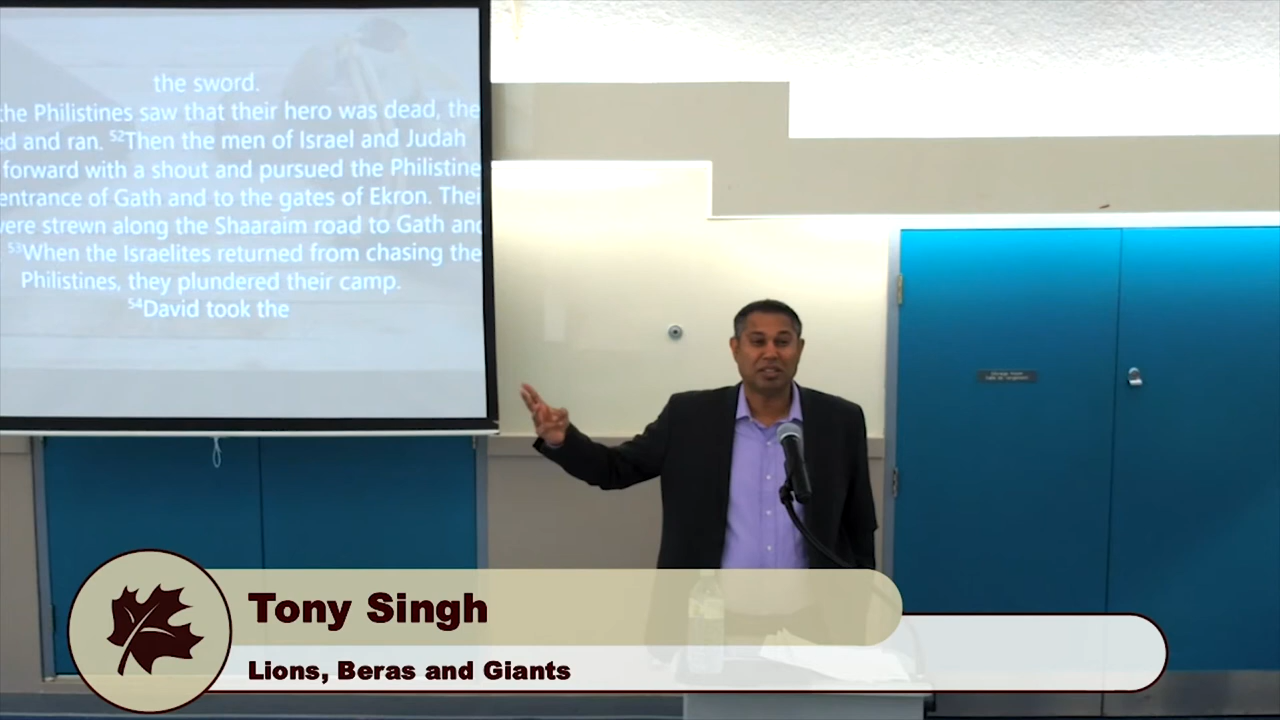 the sword.
the Philistines saw that their hero was dead, the
ed and ran. 52Then the men of Israel and Judah
forward with a shout and pursued the Philistine
entrance of Gath and to the gates of Ekron. Thei
were strewn along the Shaaraim road to Gath and
53When the Israelites returned from chasing the
Philistines, they plundered their camp.
54David took the
Tony Singh
Lions, Beras and Giants